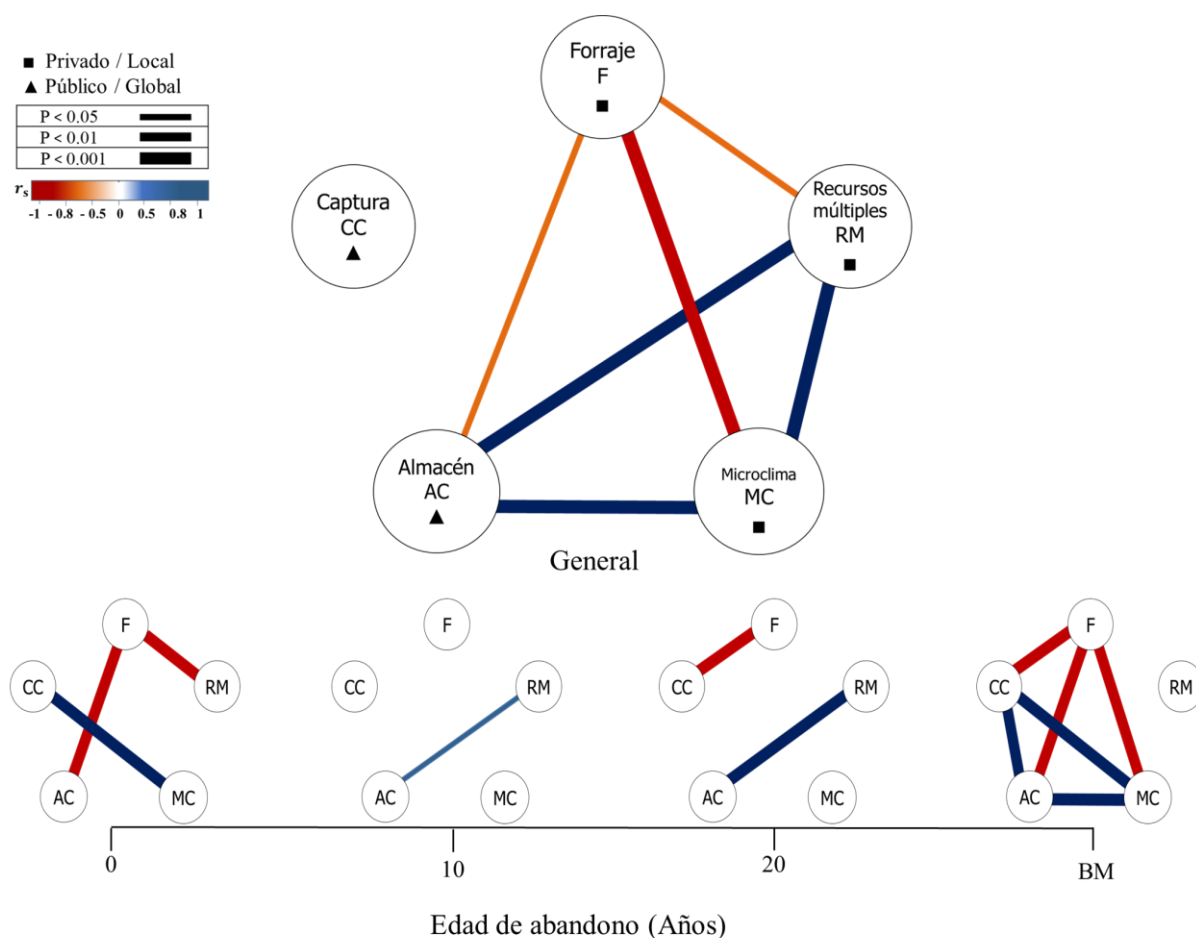 ■ Privado / Local
▲ Público / Global
P < 0.05
P < 0.01
P < 0.001
rs
-1 - 0.8 - 0.5 0 0.5 0.8 1
Forraje
F
■
Captura
CC
▲
Recursos
múltiples
RM
■
Almacén
AC
▲
Microclima
MC
■
General
F
CC
RM
AC
MC
F
CC
RM
AC
MC
F
CC
RM
AC
MC
F
CC
RM
AC
MC
0
10
20
BM
Edad de abandono (Años)